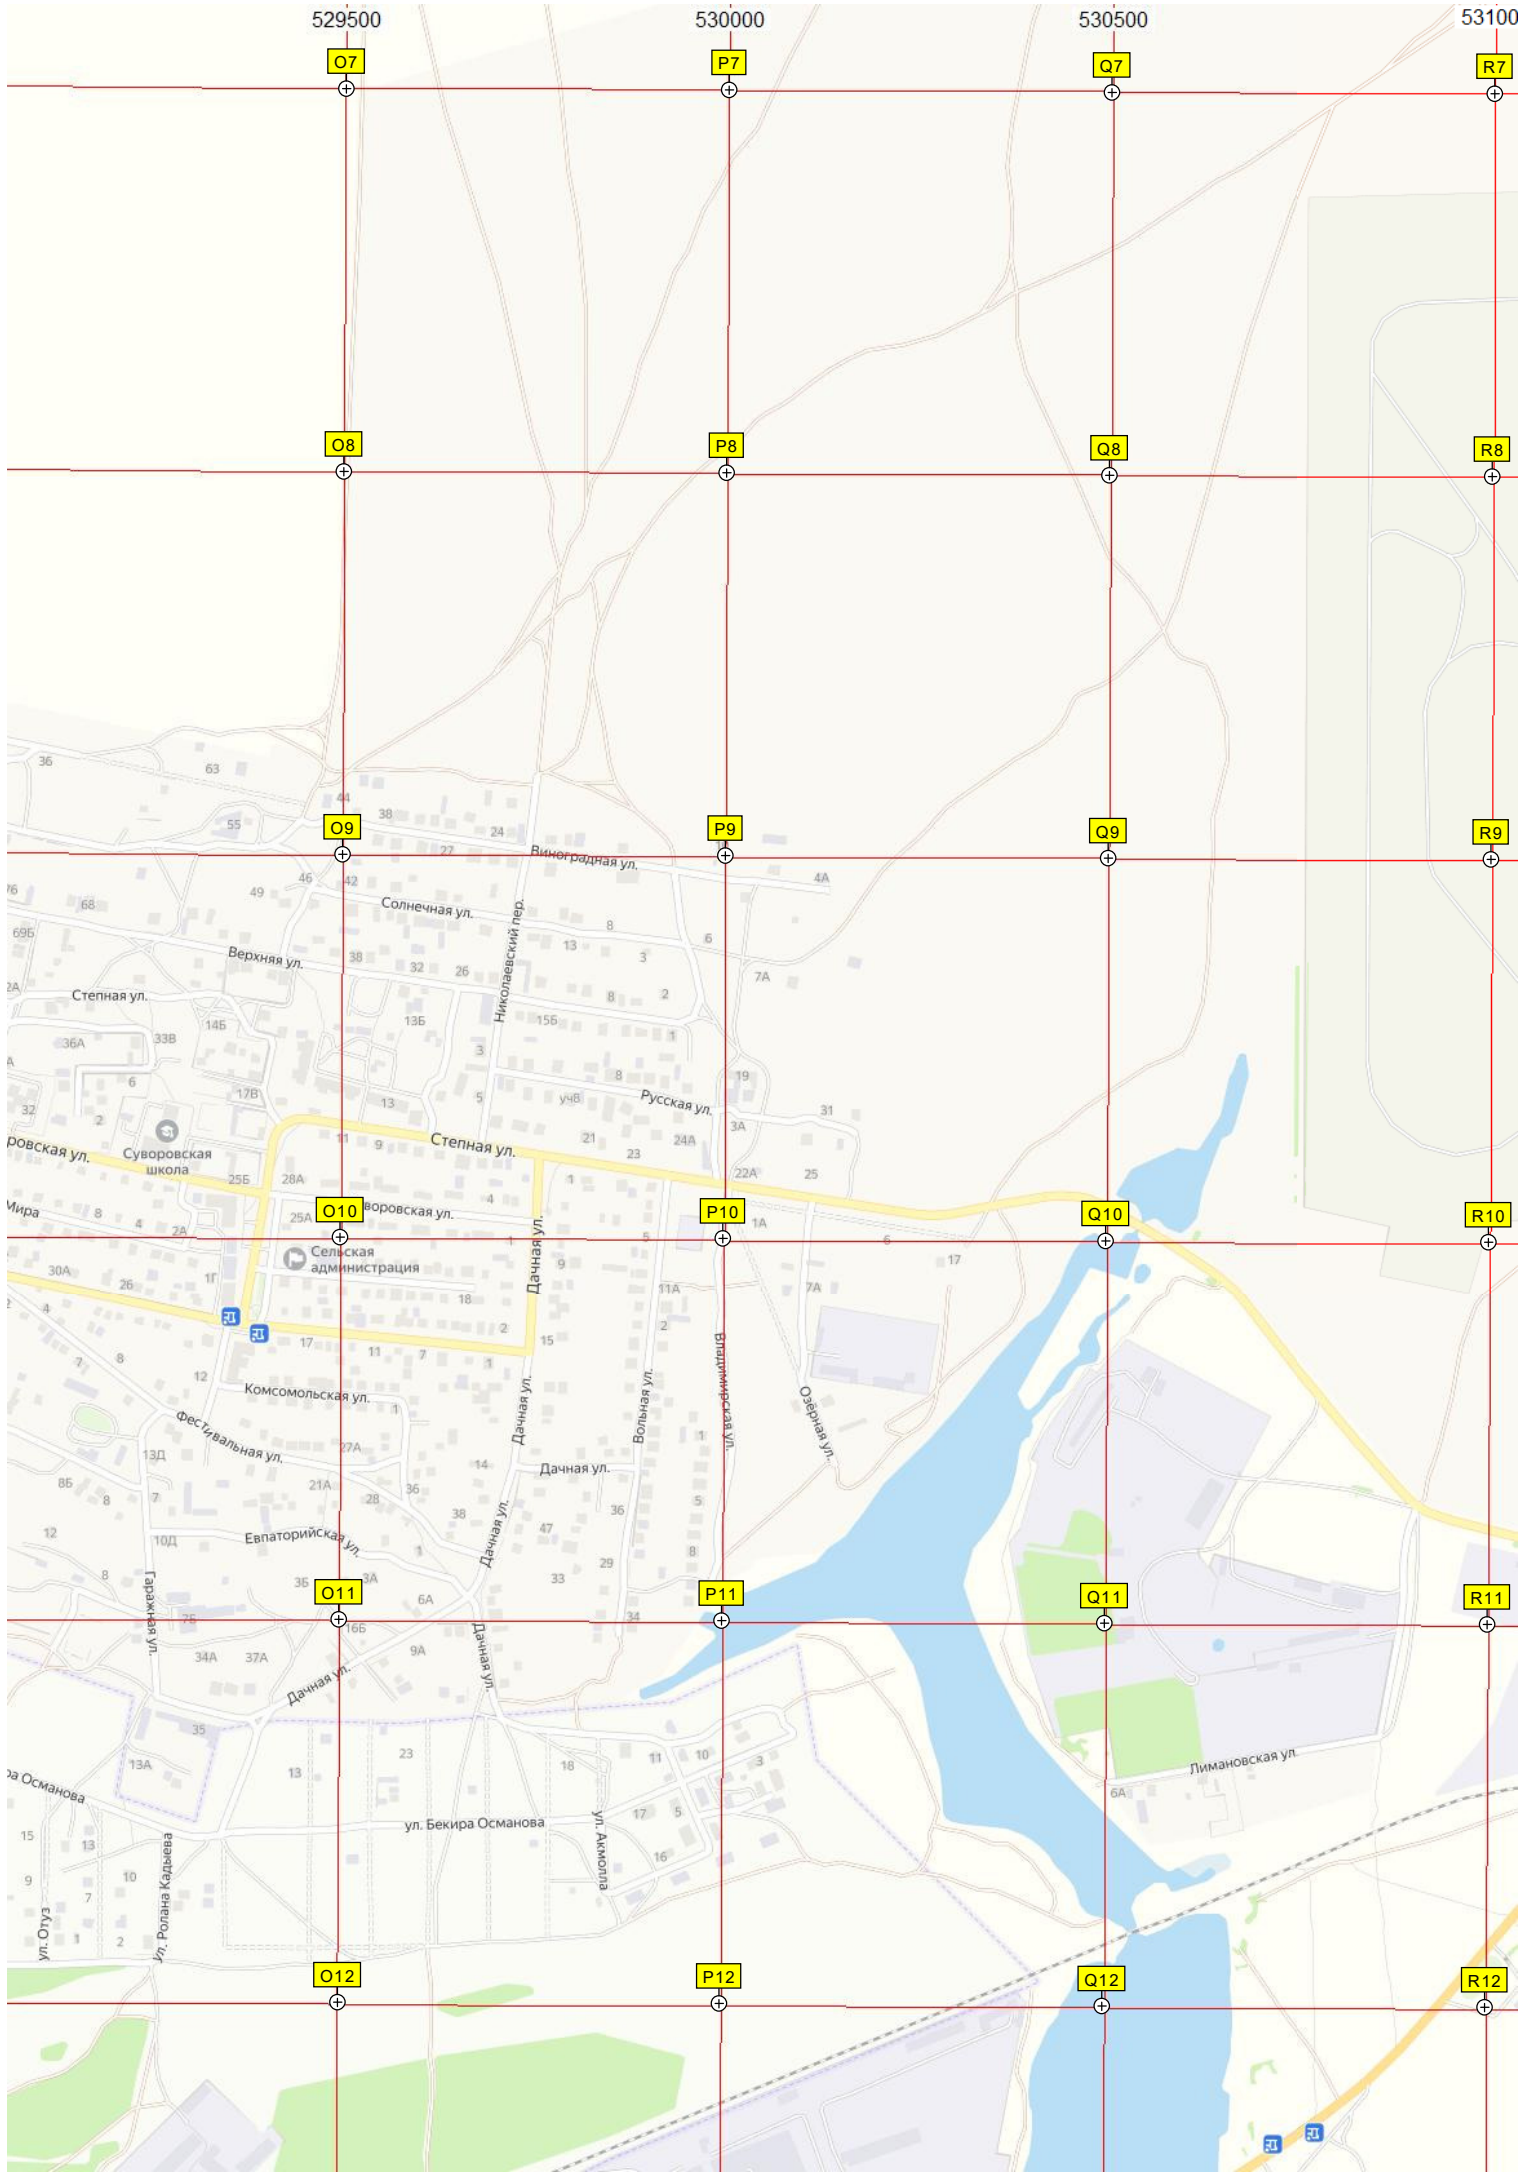 529500 530000 530500 53100
O7 P7 Q7 R7
O8 P8 Q8 R8
36 63
44
38
55 24
O9 P9 Q9 R9
27 Виноградная ул.
76 46 42 4А
49
68 Солнечная ул.
69Б 8 6
13
Верхняя ул. 38 32 26 3
Николаевский пер.
7А
2А Степная ул. 8 2
14Б 13Б 15Б
36А 33В 1
3
6 8 19
17В 5 уч8 Русская ул.
32 2 13 31
3А
11 9 Степная ул. 21 24А
ровская ул. Суворовская
школа
23
25Б 28А 1 22А 25
4
Мира 8 4 2А 25А O10 воровская ул. P10 1А Q10 R10
1 5 6
Сельская
администрация
Дачная ул.
9 17
30А 26 1Г 11А 7А
4 18 2 2
17 11 7 1 15
7 8 12
Комсомольская ул.
1
Владимирская ул.
Вольная ул.
Озёрная ул.
Дачная ул.
Фестивальная ул.
27А 1
13Д
8Б 8 7 21А 28 36 14 Дачная ул.
38 36 5
12 10Д Евпаторийская ул. 47
Дачная ул.
1 8
29
8 3Б 3А 33
O11 6А P11 Q11 R11
Гаражная ул.
7Б 16Б 34
34А 37А 9А
Дачная ул.
Дачная ул.
35
13А 13 23 18 11 10 3
Лимановская ул.
ра Османова 6А
ул. Бекира Османова 17 5
15 13
ул. Акмолла
16
9 10
7
ул. Отуз
ул. Ролана Кадыева
1 2
O12 P12 Q12 R12